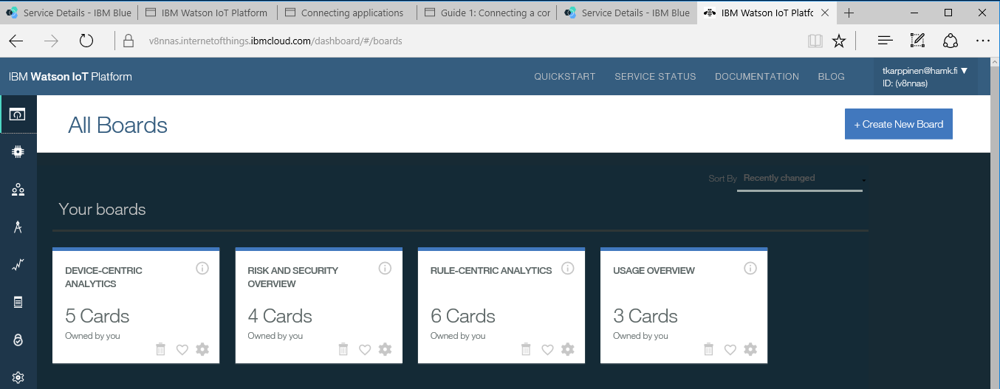 Service Details - IBM Blue
IBM Watson IoT Platform
Connecting applications
Guide 1: Connecting a cor
Service Details - IBM Blue
IBM Watson IoT Platfc
v8nnas.internetofthings.ibmcloud.com/dashboard/#/boards
IBM Watson IoT Platform
QUICKSTART
SERVICE STATUS
DOCUMENTATION
BLOG
tkarppinen@hamk.fi
ID: (v8nnas)
All Boards
+ Create New Board
Sort By
Recently changed
Your boards
DEVICE-CENTRIC
ANALYTICS
5 Cards
Owned by you
RISK AND SECURITY
OVERVIEW
4 Cards
Owned by you
RULE-CENTRIC ANALYTICS
6 Cards
Owned by you
USAGE OVERVIEW
3 Cards
Owned by you